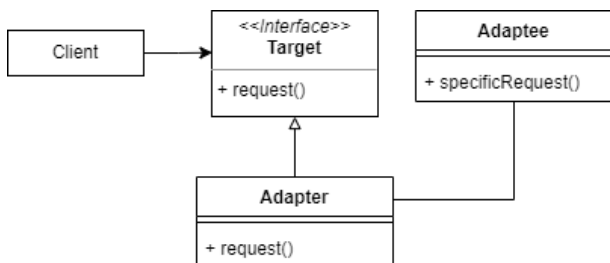 Client
<<Interface>>
Target
+ request()
Adaptee
+ specificRequest()
Adapter
+ request()